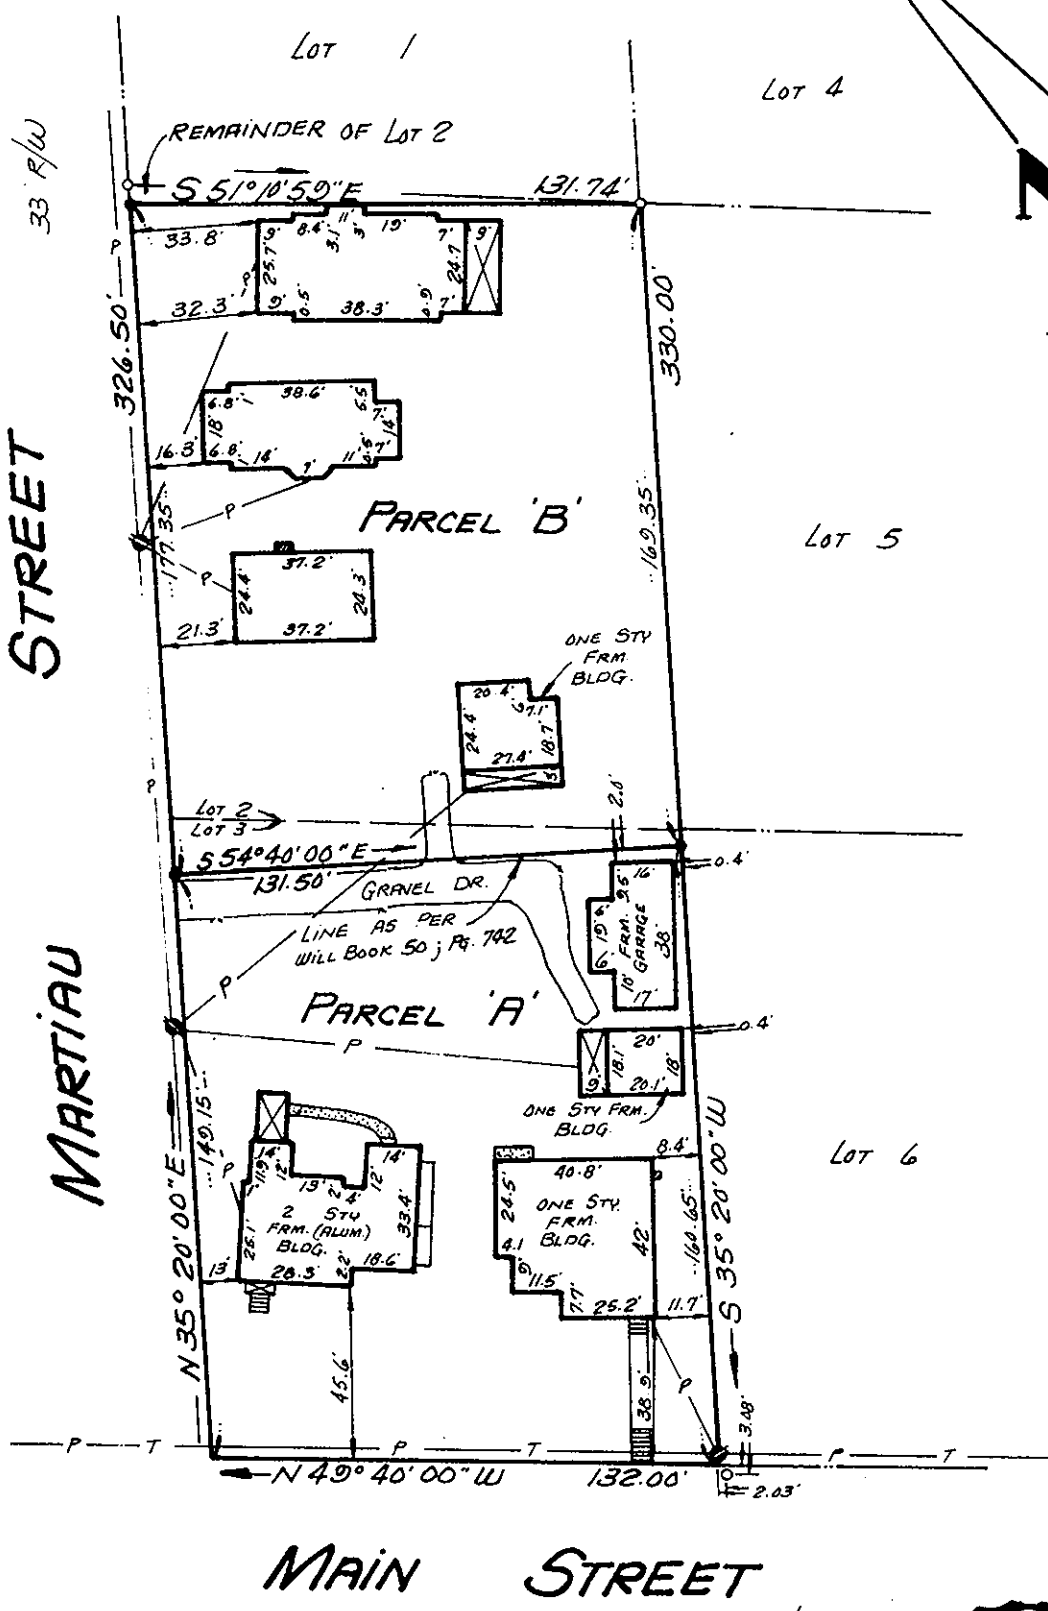 LOT 1
LOT 4
33' R/W
REMAINDER OF LOT 2
N
S 51°10'59"E 131.74'
33.8'
9'
8.4'
11'
3.1'
3'
19'
7'
9'
25.7'
24.7
P
P
32.3'
9'
0.5'
38.3'
0.9'
7'
326.50'
330.00'
38.6'
6.8'
5.5'
7'
18'
14'
16.3'
6.8'
14'
7'
11'
0.5'
7'
P
PARCEL 'B'
177.35
169.35'
LOT 5
37.2'
P
24.4'
24.3'
21.3'
37.2'
STREET
ONE STY
FRM.
BLDG.
20.4'
6'
7.1'
24.4'
18.7'
27.4'
3'
P
LOT 2
LOT 3
2.6'
S 54°40'00"E
131.50'
0.4'
GRAVEL DR.
16'
9.5'
LINE AS PER
WILL BOOK 50; PG. 742
6'
19'
6'
FRM.
GARAGE
38'
10'
17'
P
PARCEL 'A'
P
0.4'
20'
18.1'
18'
9'
20.1'
ONE STY FRM.
BLDG.
MARTIAU
149.15'
N 35° 20' 00" E
P
14'
11.9'
12'
13'
2'
4'
14'
12'
2 STY
FRM. (ALUM.)
BLDG.
25.1'
33.4'
13'
28.3'
2.2'
18.6'
8.4'
40.8'
24.5'
ONE STY.
FRM.
BLDG.
42'
4.1
6'
11.5'
7.7'
25.2'
11.7'
160.65'
S 35° 20' 00" W
LOT 6
45.6'
38.9'
P
3.08'
P T P T P T
N 49° 40' 00" W 132.00'
2.03'
MAIN STREET